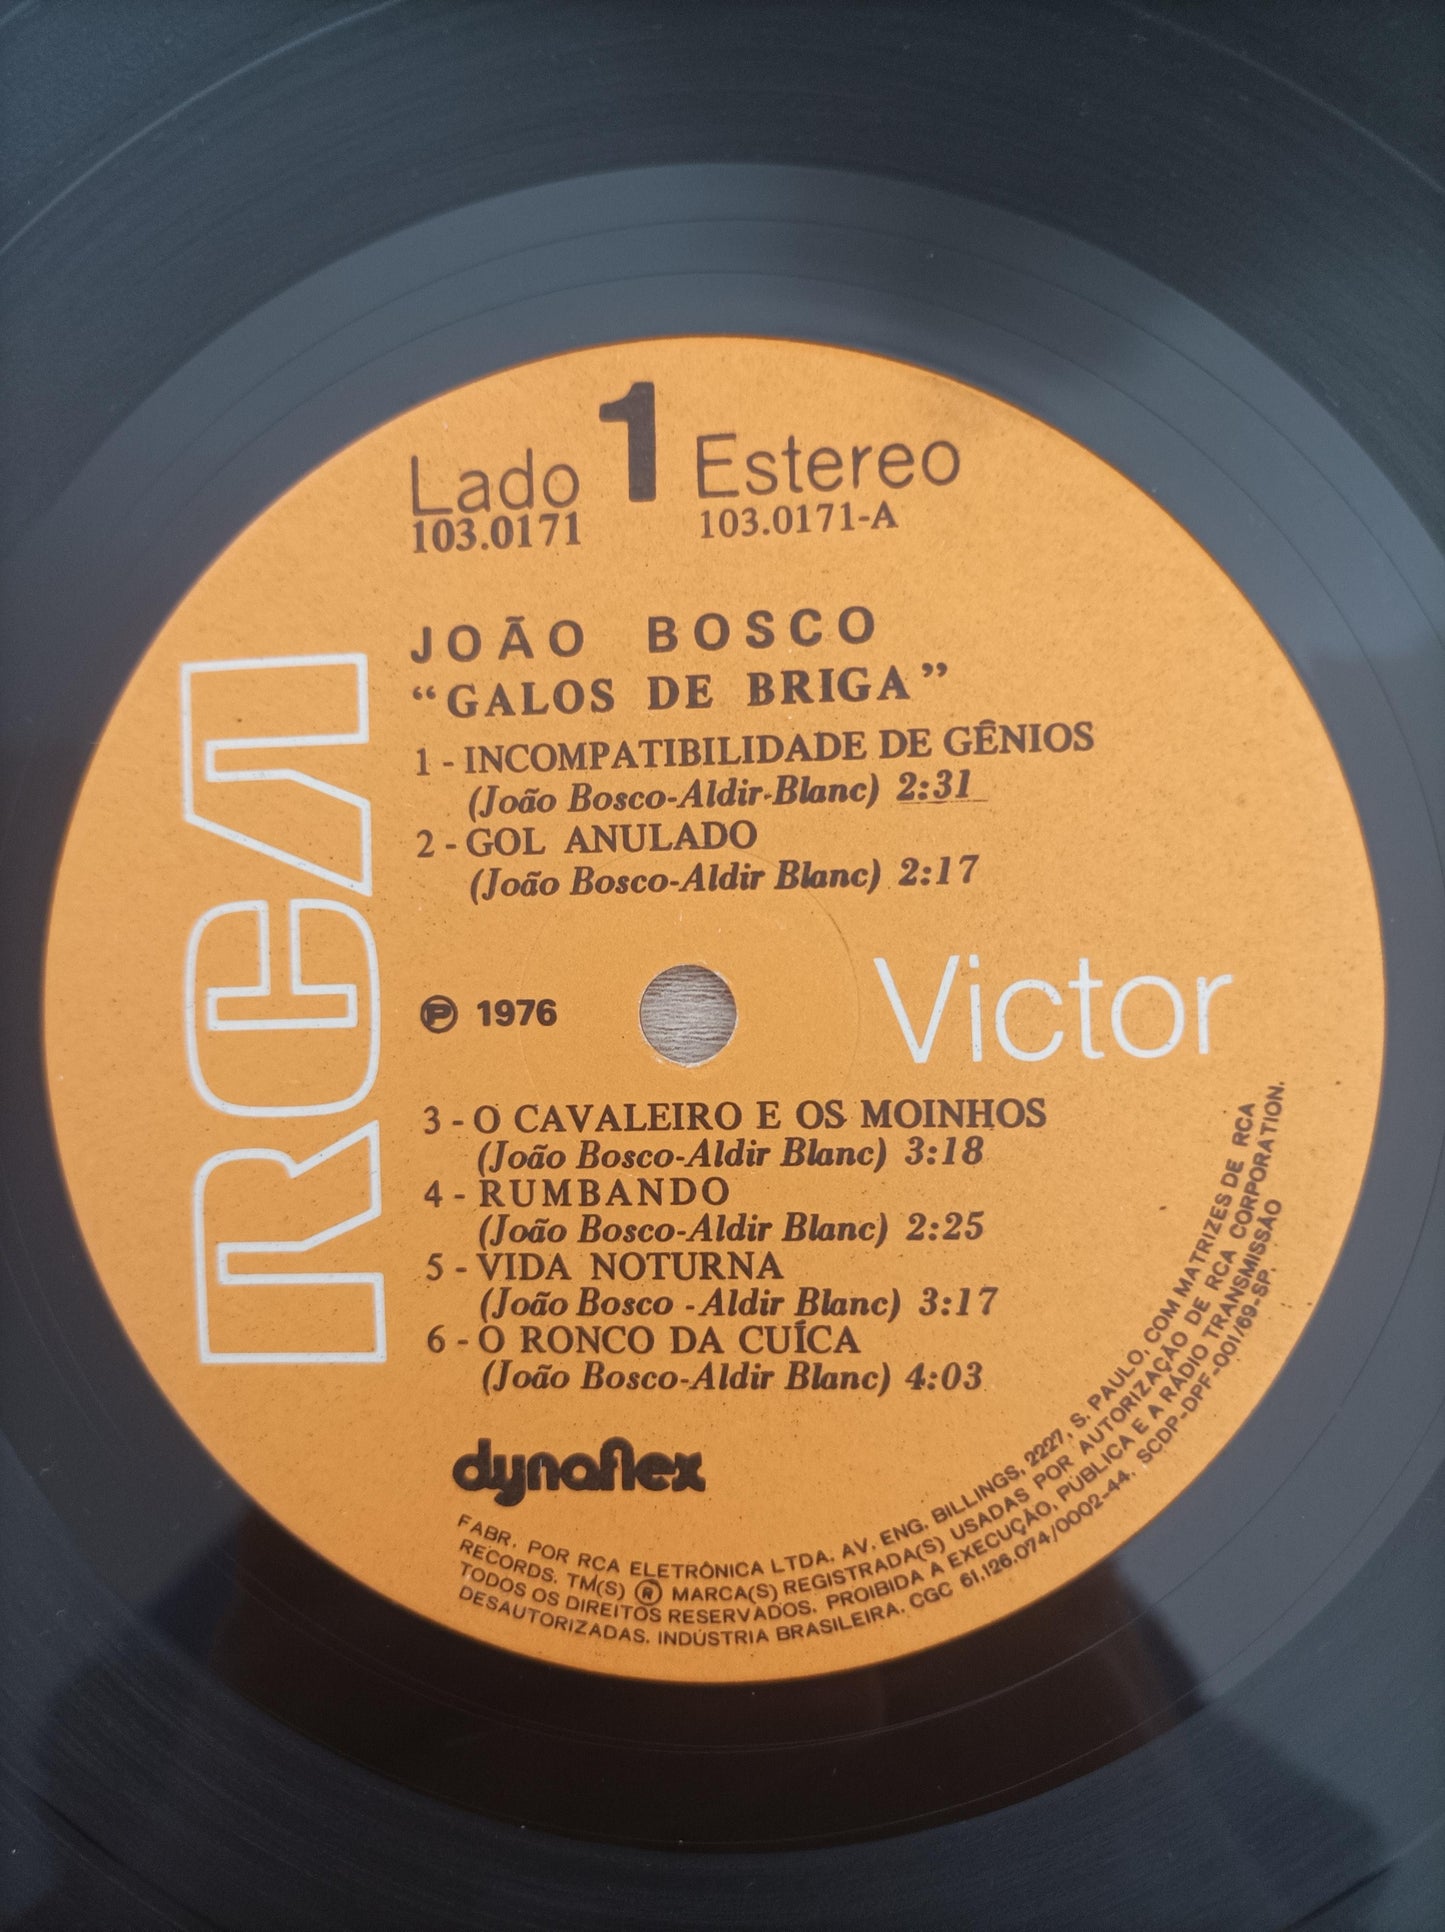 Lado 1 Estereo
103.0171 103.0171-A
JOÃO BOSCO
“GALOS DE BRIGA”
1 - INCOMPATIBILIDADE DE GÊNIOS
(João Bosco-Aldir-Blanc) 2:31
2 - GOL ANULADO
(João Bosco-Aldir Blanc) 2:17
RCA
Ⓟ 1976
Victor
3 - O CAVALEIRO E OS MOINHOS
(João Bosco-Aldir Blanc) 3:18
4 - RUMBANDO
(João Bosco-Aldir Blanc) 2:25
5 - VIDA NOTURNA
(João Bosco - Aldir Blanc) 3:17
6 - O RONCO DA CUÍCA
(João Bosco-Aldir Blanc) 4:03
dynaflex
FABR. POR RCA ELETRÔNICA LTDA. AV. ENG. BILLINGS, 2227, S. PAULO, COM MATRIZES DE RCA
RECORDS. TM(S) ® MARCA(S) REGISTRADA(S) USADAS POR AUTORIZAÇÃO DE RCA CORPORATION.
TODOS OS DIREITOS RESERVADOS. PROIBIDA A EXECUÇÃO, PÚBLICA E A RÁDIO TRANSMISSÃO
DESAUTORIZADAS. INDÚSTRIA BRASILEIRA. CGC 61.126.074/0002-44. SCDP-DPF-001/69-SP.